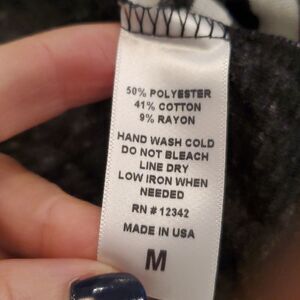 50% POLYESTER
41% COTTON
9% RAYON
HAND WASH COLD
DO NOT BLEACH
LINE DRY
LOW IRON WHEN
NEEDED
RN # 12342
MADE IN USA
M